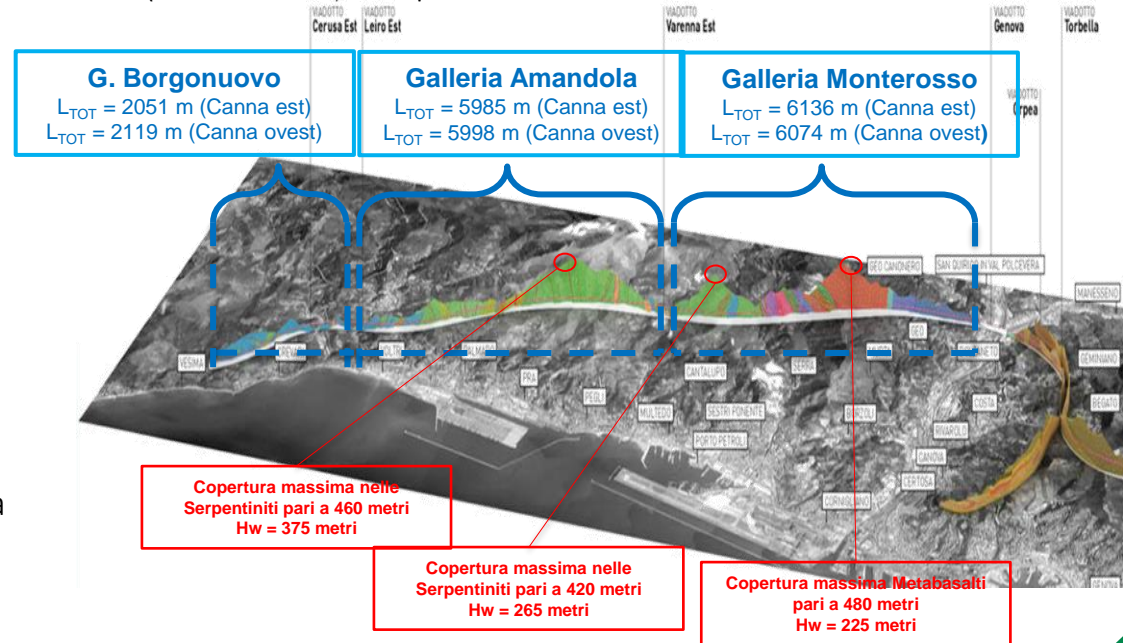 VIADOTTO
Cerusa Est
VIADOTTO
Leiro Est
VIADOTTO
Varenna Est
VIADOTTO
Genova
VIADOTTO
Torbella
VIADOTTO
G. Borgonuovo
LTOT = 2051 m (Canna est)
LTOT = 2119 m (Canna ovest)
Galleria Amandola
LTOT = 5985 m (Canna est)
LTOT = 5998 m (Canna ovest)
Galleria Monterosso
LTOT = 6136 m (Canna est)
LTOT = 6074 m (Canna ovest)
GEO CANONERO
SAN QUIRICO IN VAL POLCEVERA
MANESSENO
VESIMA
PRA
PEGLI
MULTEDO
CANTALUPO
SESTRI PONENTE
PORTO PETROLI
SERRA
GEO
BORZOLI
COSTA
RIVAROLO
CANOVA
CERTOSA
CORNIGLIANO
GEMINIANO
BEGATO
GENOVA
Copertura massima nelle
Serpentiniti pari a 460 metri
Hw = 375 metri
Copertura massima nelle
Serpentiniti pari a 420 metri
Hw = 265 metri
Copertura massima Metabasalti
pari a 480 metri
Hw = 225 metri